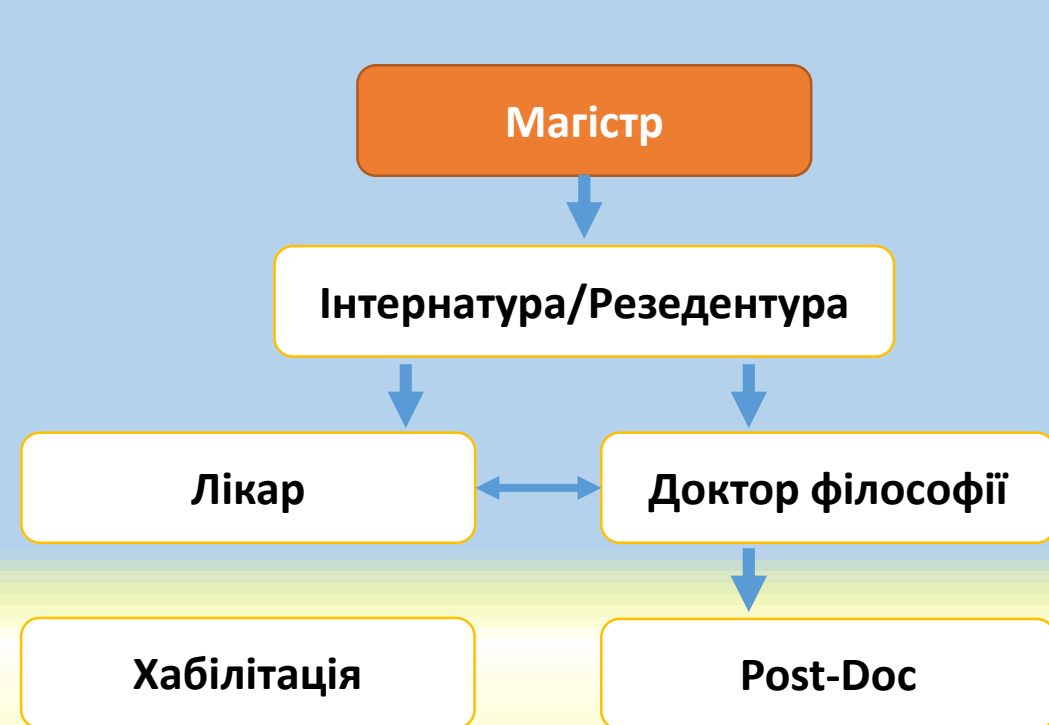 Магістр
Інтернатура/Резедентура
Лікар
Доктор філософії
Хабілітація
Post-Doc